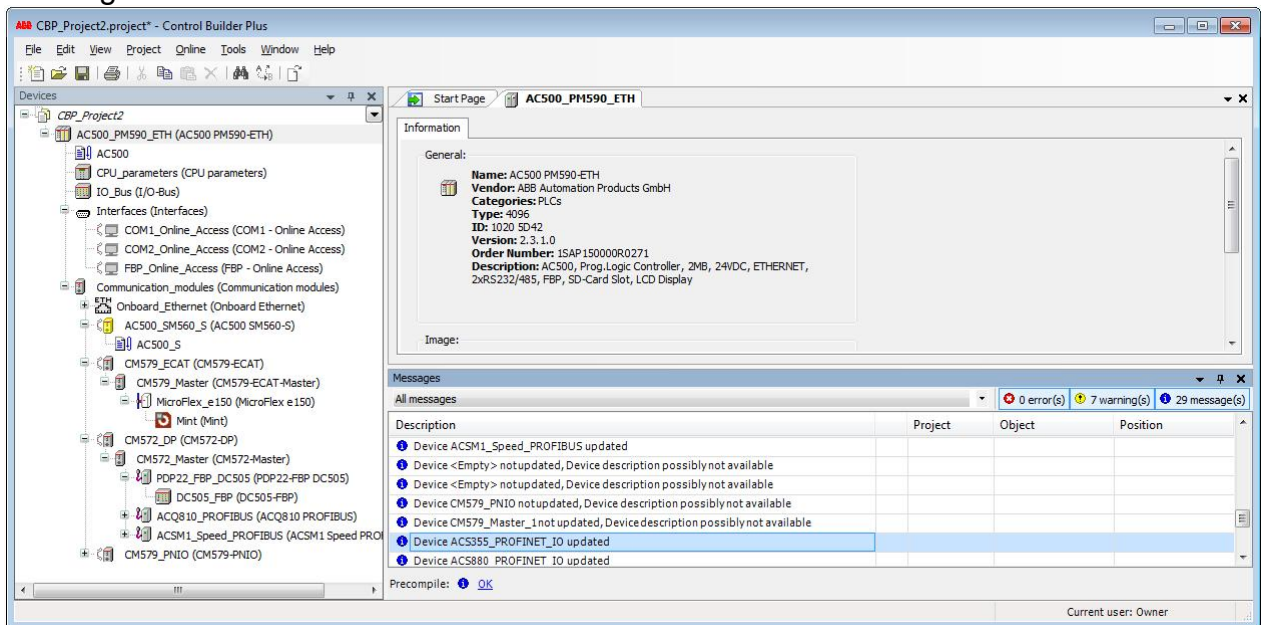 ABB CBP_Project2.project* - Control Builder Plus
File Edit View Project Online Tools Window Help
Devices
CBP_Project2
AC500_PM590_ETH (AC500 PM590-ETH)
AC500
CPU_parameters (CPU parameters)
IO_Bus (I/O-Bus)
Interfaces (Interfaces)
COM1_Online_Access (COM1 - Online Access)
COM2_Online_Access (COM2 - Online Access)
FBP_Online_Access (FBP - Online Access)
Communication_modules (Communication modules)
ETH Onboard_Ethernet (Onboard Ethernet)
AC500_SM560_S (AC500 SM560-S)
AC500_S
CM579_ECAT (CM579-ECAT)
CM579_Master (CM579-ECAT-Master)
MicroFlex_e150 (MicroFlex e150)
Mint (Mint)
CM572_DP (CM572-DP)
CM572_Master (CM572-Master)
PDP22_FBP_DC505 (PDP22-FBP DC505)
DC505_FBP (DC505-FBP)
ACQ810_PROFIBUS (ACQ810 PROFIBUS)
ACSM1_Speed_PROFIBUS (ACSM1 Speed PRO
CM579_PNIO (CM579-PNIO)
Start Page AC500_PM590_ETH
Information
General:
Name: AC500 PM590-ETH
Vendor: ABB Automation Products GmbH
Categories: PLCs
Type: 4096
ID: 1020 5D42
Version: 2.3.1.0
Order Number: 1SAP150000R0271
Description: AC500, Prog.Logic Controller, 2MB, 24VDC, ETHERNET,
2xRS232/485, FBP, SD-Card Slot, LCD Display
Image:
Messages
All messages 0 error(s) 7 warning(s) 29 message(s)
Description Project Object Position
Device ACSM1_Speed_PROFIBUS updated
Device <Empty> not updated, Device description possibly not available
Device <Empty> not updated, Device description possibly not available
Device CM579_PNIO not updated, Device description possibly not available
Device CM579_Master_1 not updated, Device description possibly not available
Device ACS355_PROFINET_IO updated
Device ACS880_PROFINET_IO updated
Precompile: OK
Current user: Owner